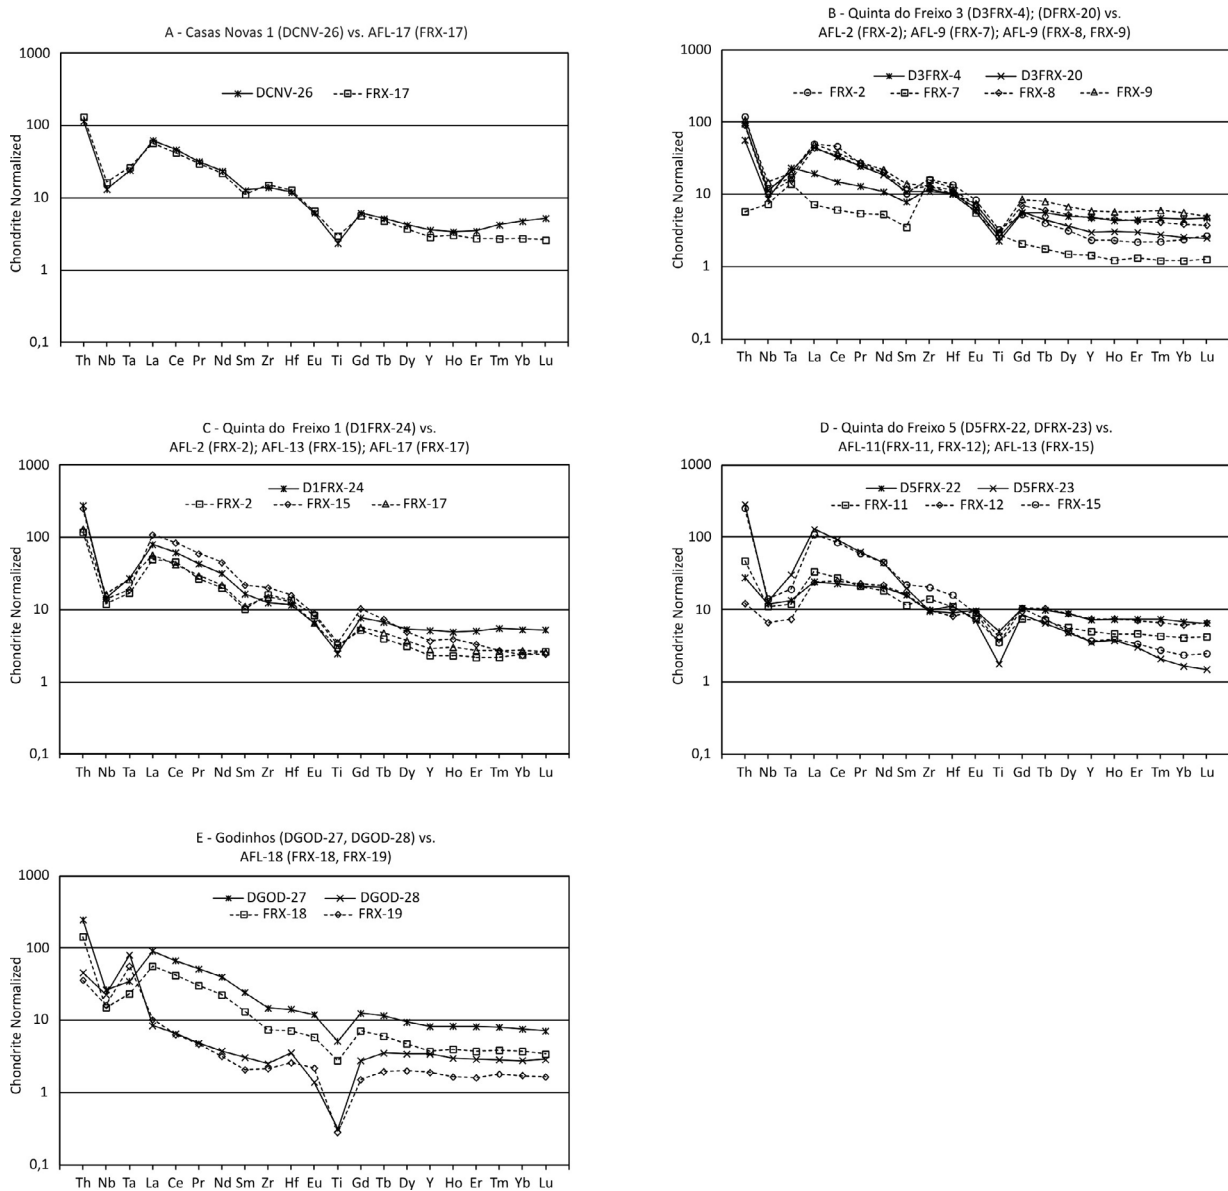 A - Casas Novas 1 (DCNV-26) vs. AFL-17 (FRX-17)
1000
100
10
1
0,1
Chondrite Normalized
DCNV-26 FRX-17
Th Nb Ta La Ce Pr Nd Sm Zr Hf Eu Ti Gd Tb Dy Y Ho Er Tm Yb Lu
B - Quinta do Freixo 3 (D3FRX-4); (DFRX-20) vs.
AFL-2 (FRX-2); AFL-9 (FRX-7); AFL-9 (FRX-8, FRX-9)
1000
100
10
1
0,1
Chondrite Normalized
D3FRX-4 D3FRX-20
FRX-2 FRX-7 FRX-8 FRX-9
Th Nb Ta La Ce Pr Nd Sm Zr Hf Eu Ti Gd Tb Dy Y Ho Er Tm Yb Lu
C - Quinta do Freixo 1 (D1FRX-24) vs.
AFL-2 (FRX-2); AFL-13 (FRX-15); AFL-17 (FRX-17)
1000
100
10
1
0,1
Chondrite Normalized
D1FRX-24
FRX-2 FRX-15 FRX-17
Th Nb Ta La Ce Pr Nd Sm Zr Hf Eu Ti Gd Tb Dy Y Ho Er Tm Yb Lu
D - Quinta do Freixo 5 (D5FRX-22, DFRX-23) vs.
AFL-11(FRX-11, FRX-12); AFL-13 (FRX-15)
1000
100
10
1
0,1
Chondrite Normalized
D5FRX-22 D5FRX-23
FRX-11 FRX-12 FRX-15
Th Nb Ta La Ce Pr Nd Sm Zr Hf Eu Ti Gd Tb Dy Y Ho Er Tm Yb Lu
E - Godinhos (DGOD-27, DGOD-28) vs.
AFL-18 (FRX-18, FRX-19)
1000
100
10
1
0,1
Chondrite Normalized
DGOD-27 DGOD-28
FRX-18 FRX-19
Th Nb Ta La Ce Pr Nd Sm Zr Hf Eu Ti Gd Tb Dy Y Ho Er Tm Yb Lu